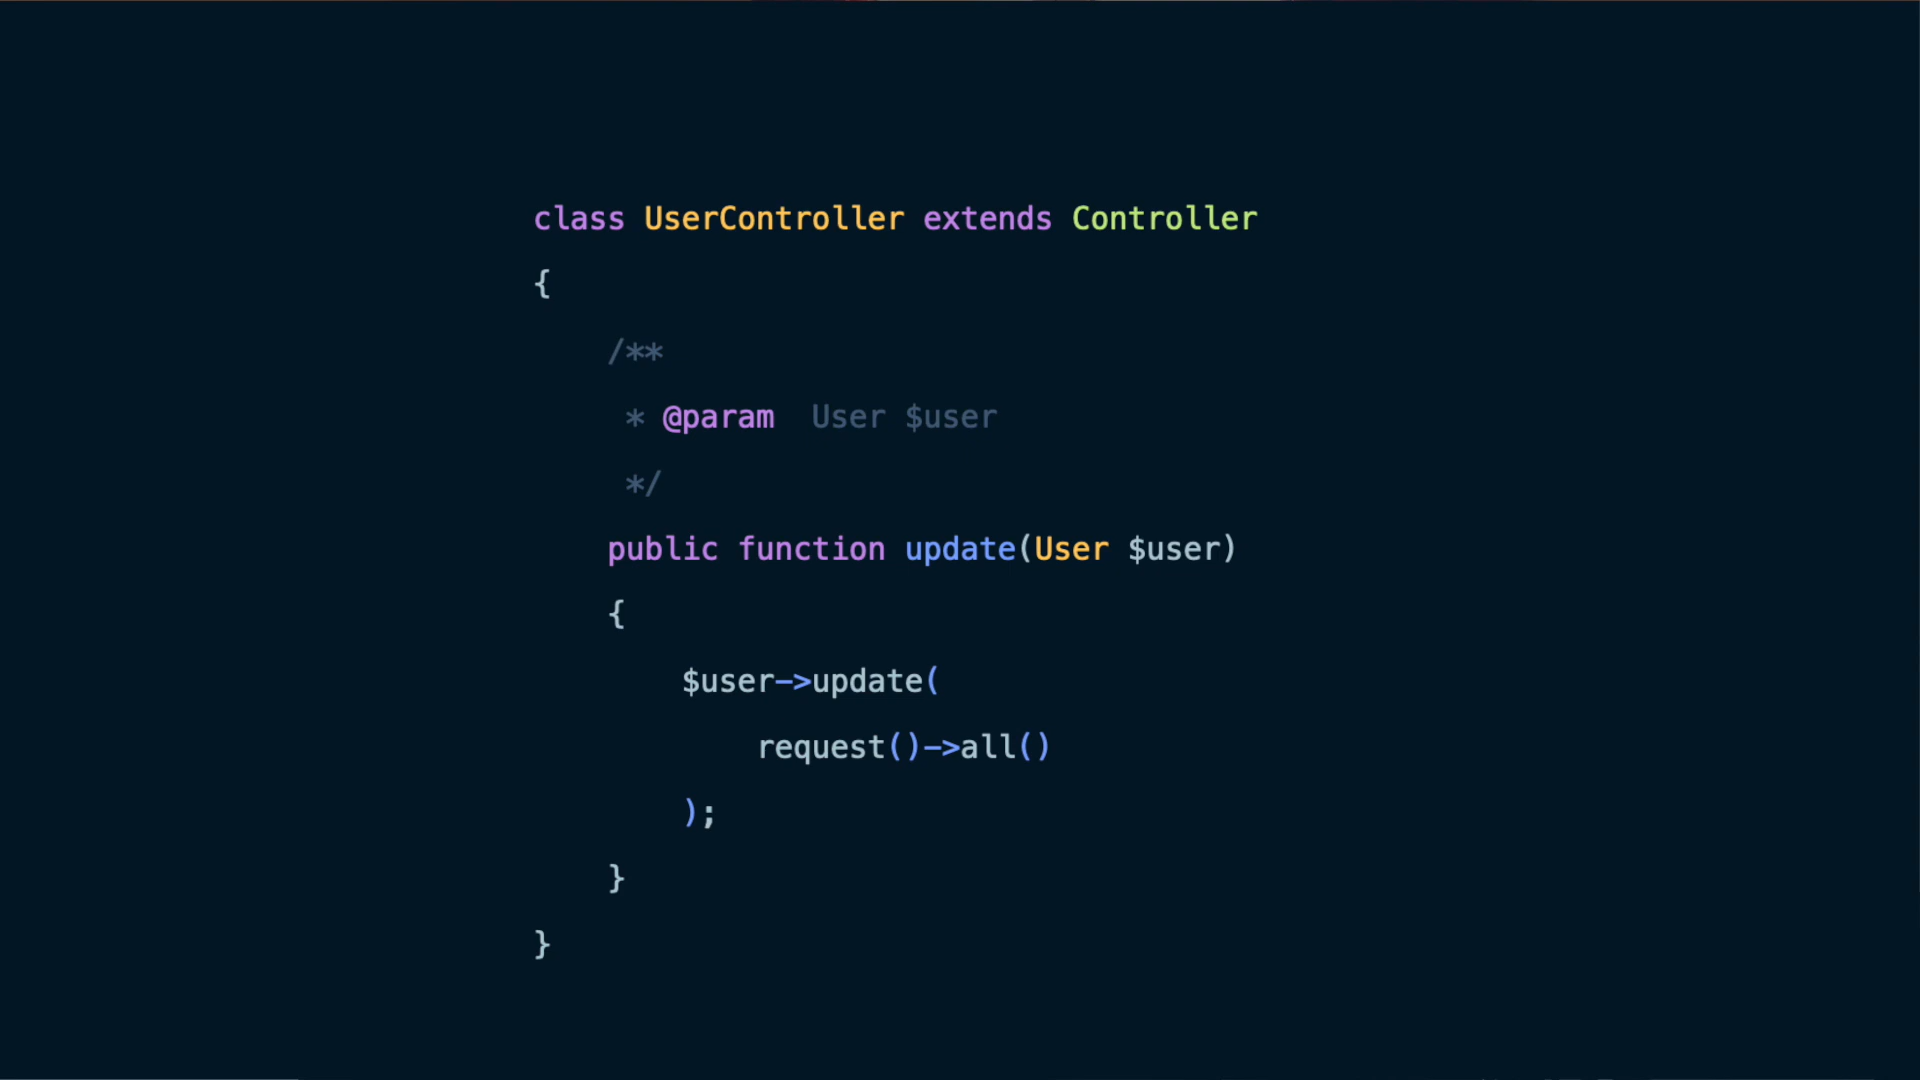 class UserController extends Controller
{
/**
* @param  User $user
*/
public function update(User $user)
{
$user->update(
request()->all()
);
}
}